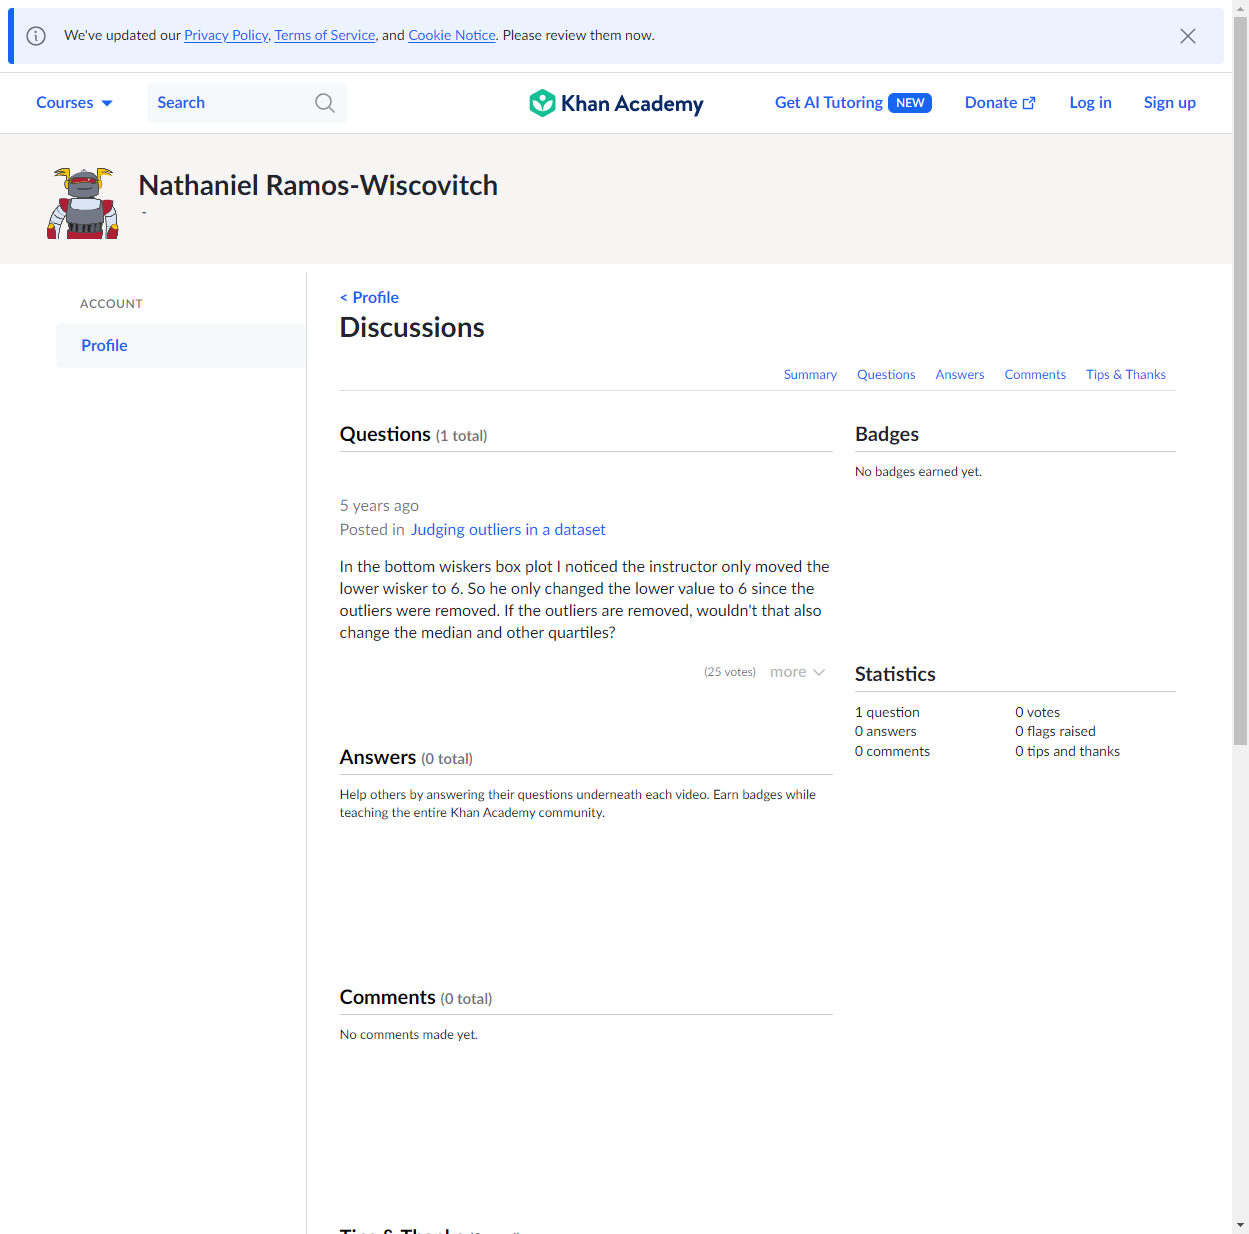 We've updated our Privacy Policy, Terms of Service, and Cookie Notice. Please review them now.
Courses Search Khan Academy Get AI Tutoring NEW Donate Log in Sign up
Nathaniel Ramos-Wiscovitch
-
ACCOUNT
Profile
< Profile
Discussions
Summary Questions Answers Comments Tips & Thanks
Questions (1 total)
5 years ago
Posted in Judging outliers in a dataset
In the bottom wiskers box plot I noticed the instructor only moved the
lower wisker to 6. So he only changed the lower value to 6 since the
outliers were removed. If the outliers are removed, wouldn't that also
change the median and other quartiles?
(25 votes) more
Answers (0 total)
Help others by answering their questions underneath each video. Earn badges while
teaching the entire Khan Academy community.
Comments (0 total)
No comments made yet.
Badges
No badges earned yet.
Statistics
1 question 0 votes
0 answers 0 flags raised
0 comments 0 tips and thanks